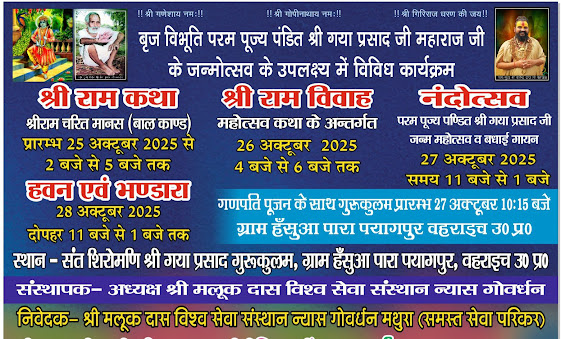 ।। श्री गणेशाय नमः।। ।। श्री गोपीनाथाय नमः।। ।। श्री गिरिराज धरण की जय।।
बृज विभूति परम पूज्य पंडित श्री गया प्रसाद जी महाराज जी
के जन्मोत्सव के उपलक्ष्य में विविध कार्यक्रम
श्री राम कथा
श्रीराम चरित मानस (बाल काण्ड)
प्रारम्भ 25 अक्टूबर 2025 से
2 बजे से 5 बजे तक
श्री राम विवाह
महोत्सव कथा के अन्तर्गत
26 अक्टूबर 2025
4 बजे से 6 बजे तक
नंदोत्सव
परम पूज्य पण्डित श्री गया प्रसाद जी
जन्म महोत्सव व बधाई गायन
27 अक्टूबर 2025
समय 11 बजे से 1 बजे
हवन एवं भण्डारा
28 अक्टूबर 2025
दोपहर 11 बजे से 1 बजे तक
गणपति पूजन के साथ गुरुकुलम प्रारम्भ 27 अक्टूबर 10:15 बजे
ग्राम हँसुआ पारा पयागपुर वहराइच उ0 प्र0
स्थान - संत शिरोमणि श्री गया प्रसाद गुरूकुलम, ग्राम हँसुआ पारा पयागपुर, वहराइच उ0 प्र0
संस्थापक– अध्यक्ष श्री मलूक दास विश्व सेवा संस्थान न्यास गोवर्धन
निवेदक– श्री मलूक दास विश्व सेवा संस्थान न्यास गोवर्धन मथुरा (समस्त सेवा परिकर)